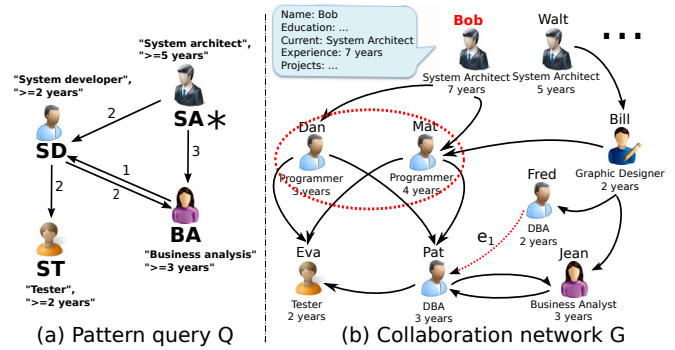 "System architect",
">=5 years"
"System developer",
">=2 years"
2
SA*
SD
3
1
2
2
BA
ST
"Business analysis"
">=3 years"
"Tester",
">=2 years"
(a) Pattern query Q
Name: Bob
Education: ...
Current: System Architect
Experience: 7 years
Projects: ...
Bob
System Architect
7 years
Walt
System Architect
5 years
...
Dan
Programmer
3 years
Mat
Programmer
4 years
Bill
Graphic Designer
2 years
Fred
DBA
2 years
e1
Eva
Tester
2 years
Pat
DBA
3 years
Jean
Business Analyst
3 years
(b) Collaboration network G